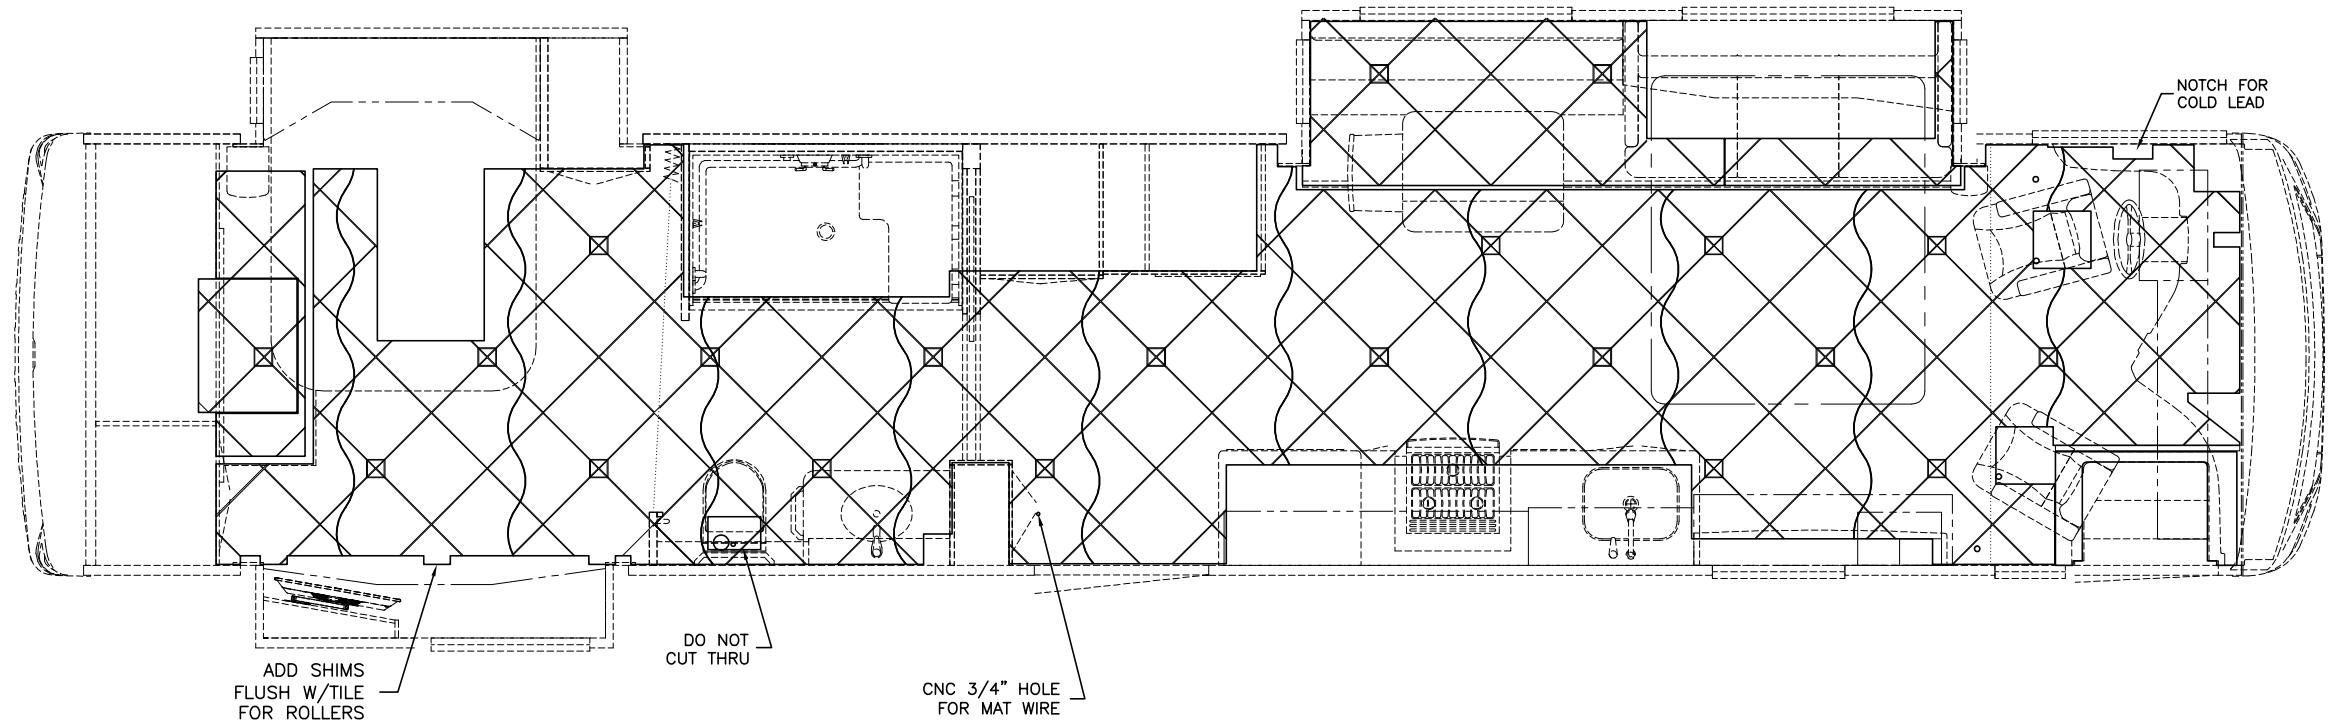 NOTCH FOR
COLD LEAD
DO NOT
CUT THRU
ADD SHIMS
FLUSH W/TILE
FOR ROLLERS
CNC 3/4" HOLE
FOR MAT WIRE